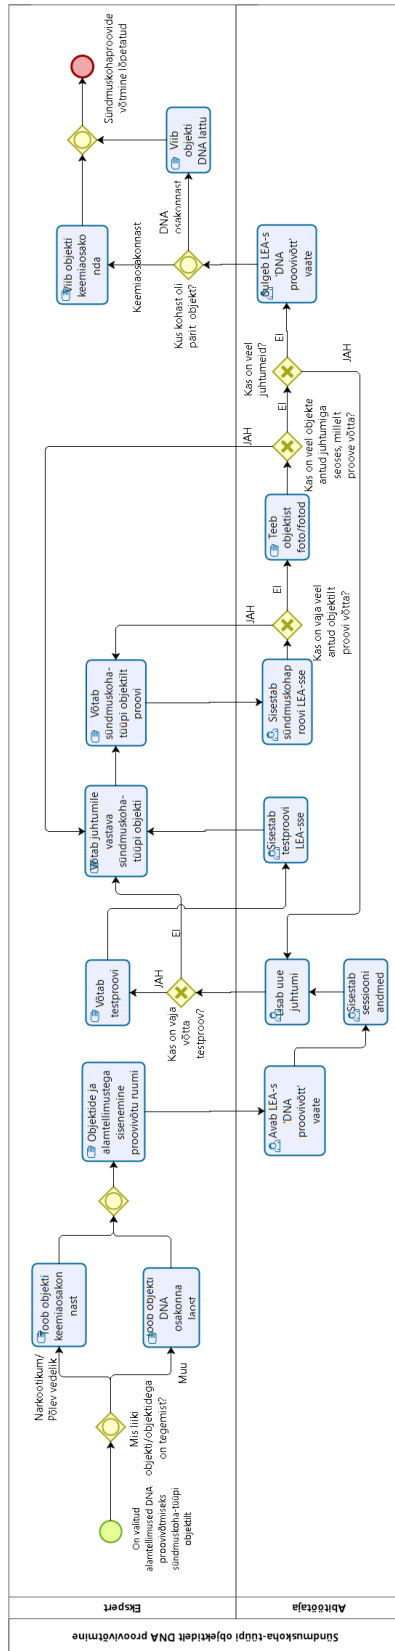 Sündmuskoha-tüüpi objektidelt DNA proovivõtmine
Ekspert
Abitöötaja
On valitud
alamtellimused DNA
proovivõtmiseks
sündmuskoha-tüüpi
objektilt
Mis liiki
objekti/objektidega
on tegemist?
Narkootikum/
Põlev vedelik
Muu
Toob objekti
keemiaosakon
nast
Toob objekti
DNA
osakonna
laost
Objektide ja
alamtellimustega
sisenemine
proovivõtu ruumi
Avab LEA-s
'DNA
proovivõtt'
vaate
Sisestab
sessiooni
andmed
Lisab uue
juhtumi
Kas on vaja
võtta
testproov?
JAH
EI
Võtab
testproovi
Sisestab
testproovi
LEA-sse
Võtab juhtumile
vastava
sündmuskoha-
tüüpi objekti
Võtab
sündmuskoha-
tüüpi objektilt
proovi
Sisestab
sündmuskohap
roovi LEA-sse
Kas on vaja veel
antud objektilt
proovi võtta?
JAH
EI
Teeb
objektist
foto/fotod
Kas on veel objekte
antud juhtumiga
seoses, millelt
proove võtta?
JAH
EI
Kas on veel
juhtumeid?
EI
JAH
Sulgeb LEA-s
'DNA
proovivõtt'
vaate
Kus kohast oli
pärit objekt?
Keemiaosakonnast
DNA
osakonnast
Viib objekti
keemiaosako
nda
Viib
objekti
DNA lattu
Sündmuskohaproovide
võtmine lõpetatud